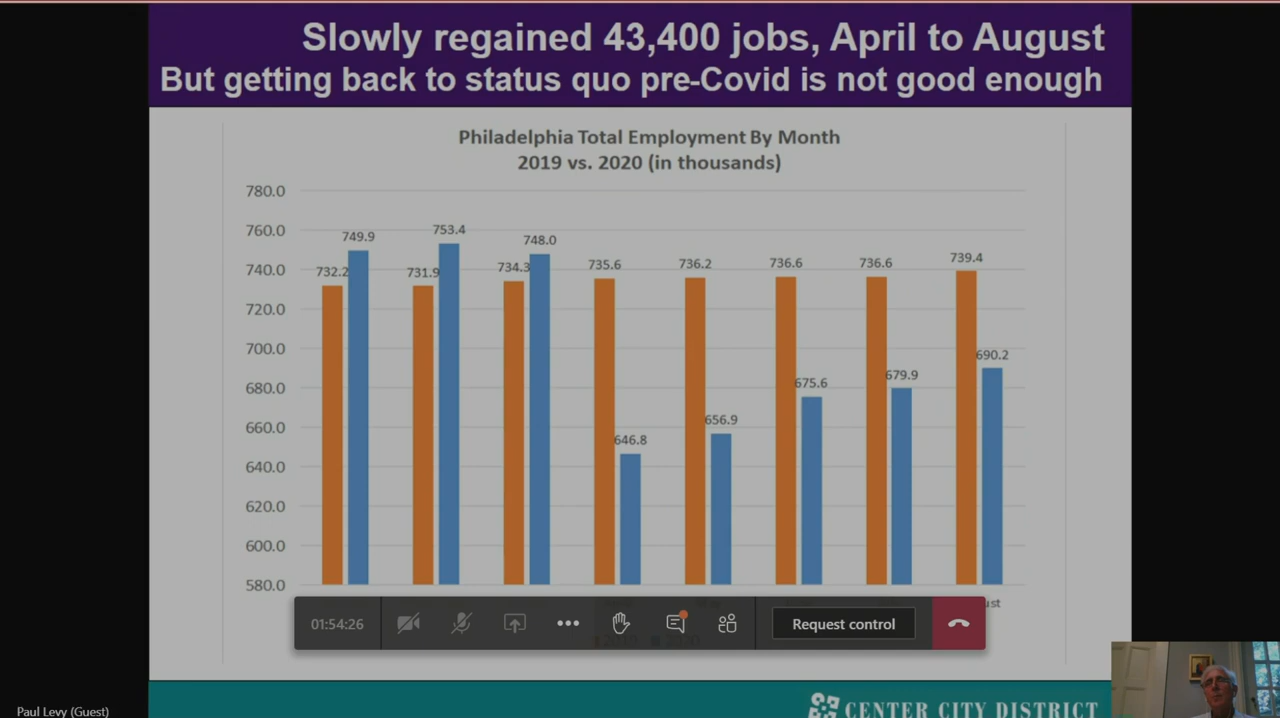 Slowly regained 43,400 jobs, April to August
But getting back to status quo pre-Covid is not good enough
Philadelphia Total Employment By Month
2019 vs. 2020 (in thousands)
780.0
760.0
740.0
720.0
700.0
680.0
660.0
640.0
620.0
600.0
580.0
732.2 749.9
731.9 753.4
734.3 748.0
735.6 646.8
736.2 656.9
736.6 675.6
736.6 679.9
739.4 690.2
01:54:26 Request control
Paul Levy (Guest)
CENTER CITY DISTRICT